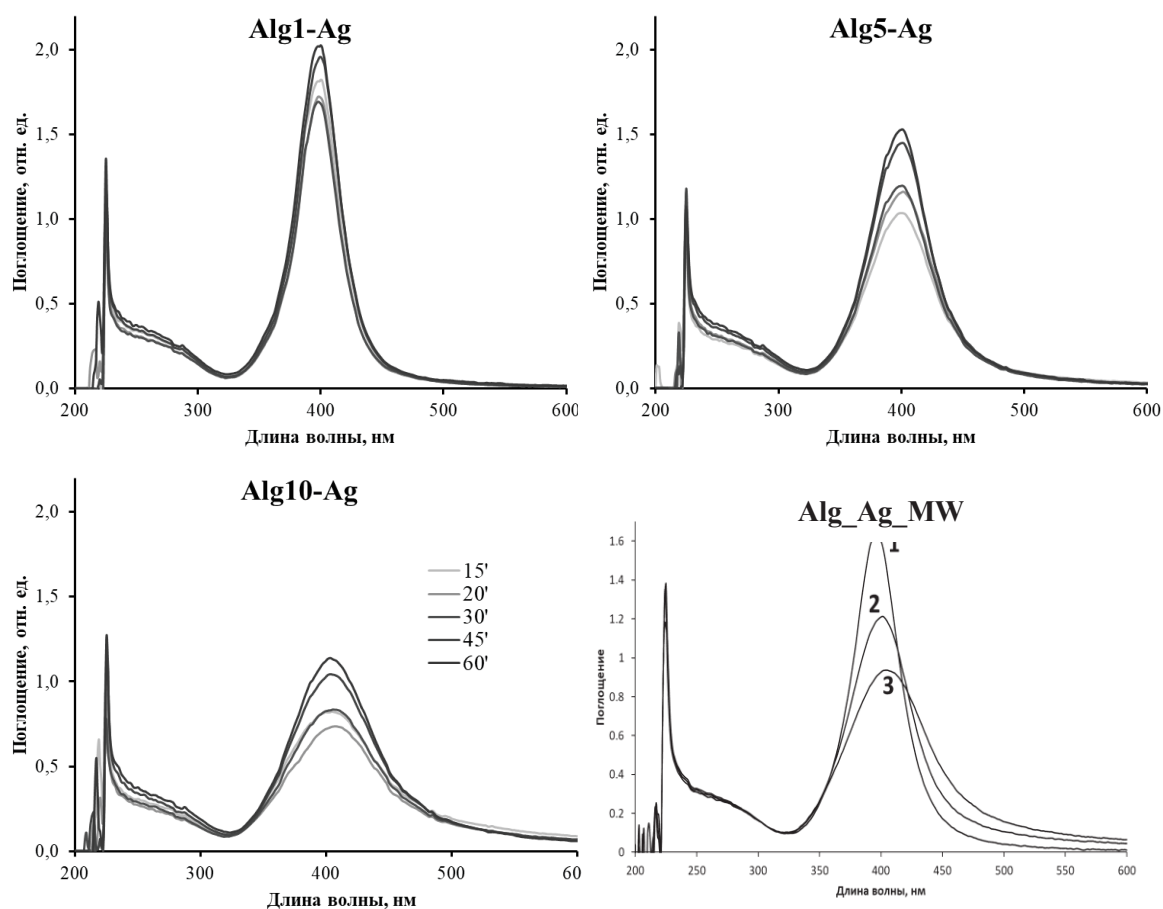 Alg1-Ag
Поглощение, отн. ед.
2,0
1,5
1,0
0,5
0,0
200 300 400 500 600
Длина волны, нм
Alg5-Ag
Поглощение, отн. ед.
2,0
1,5
1,0
0,5
0,0
200 300 400 500 600
Длина волны, нм
Alg10-Ag
Поглощение, отн. ед.
2,0
1,5
1,0
0,5
0,0
15'
20'
30'
45'
60'
200 300 400 500 60
Длина волны, нм
Alg_Ag_MW
Поглощение
1.6
1.4
1.2
1
0.8
0.6
0.4
0.2
0
1
2
3
200 250 300 350 400 450 500 550 600
Длина волны, нм